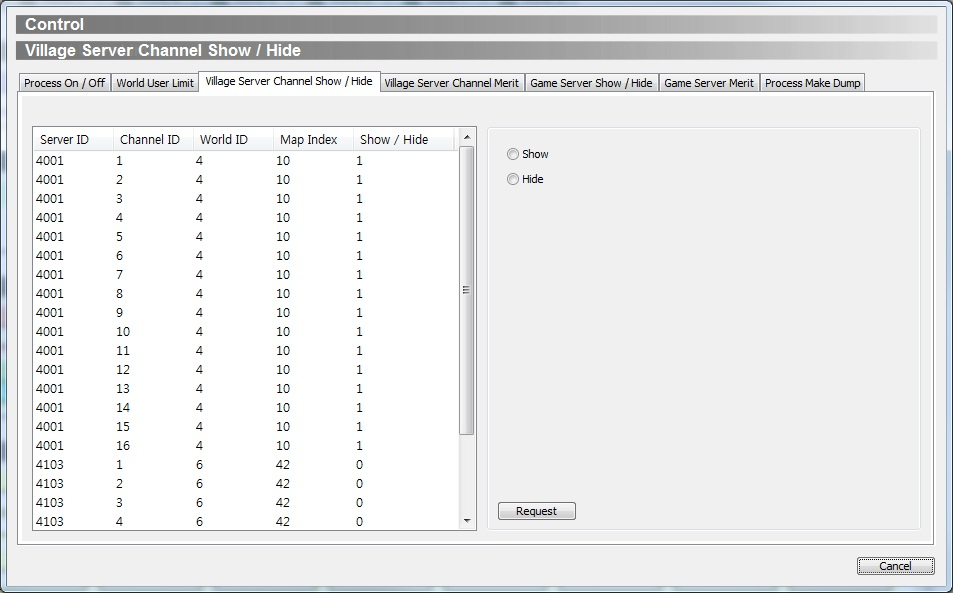 Control
Village Server Channel Show / Hide
Process On / Off World User Limit Village Server Channel Show / Hide Village Server Channel Merit Game Server Show / Hide Game Server Merit Process Make Dump
Server ID Channel ID World ID Map Index Show / Hide
4001 1 4 10 1
4001 2 4 10 1
4001 3 4 10 1
4001 4 4 10 1
4001 5 4 10 1
4001 6 4 10 1
4001 7 4 10 1
4001 8 4 10 1
4001 9 4 10 1
4001 10 4 10 1
4001 11 4 10 1
4001 12 4 10 1
4001 13 4 10 1
4001 14 4 10 1
4001 15 4 10 1
4001 16 4 10 1
4103 1 6 42 0
4103 2 6 42 0
4103 3 6 42 0
4103 4 6 42 0
Show
Hide
Request
Cancel